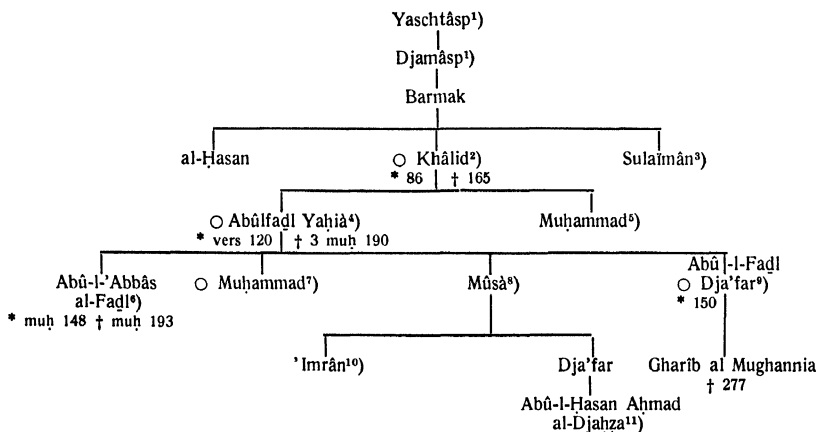 Yaschtâsp¹)
Djamâsp¹)
Barmak
al-Ḥasan ○ Khâlid²) Sulaïmân³)
* 86 † 165
○ Abûlfaḍl Yaḥià⁴) Muḥammad⁵)
* vers 120 † 3 muḥ 190
Abû-l-'Abbâs ○ Muḥammad⁷) Mûsà⁸) Abû-l-Faḍl
al-Faḍl⁶) ○ Dja'far⁹)
* muḥ 148 † muḥ 193 * 150
'Imrân¹⁰) Dja'far Gharîb al Mughannia
† 277
Abû-l-Ḥasan Aḥmad
al-Djaḥẓa¹¹)